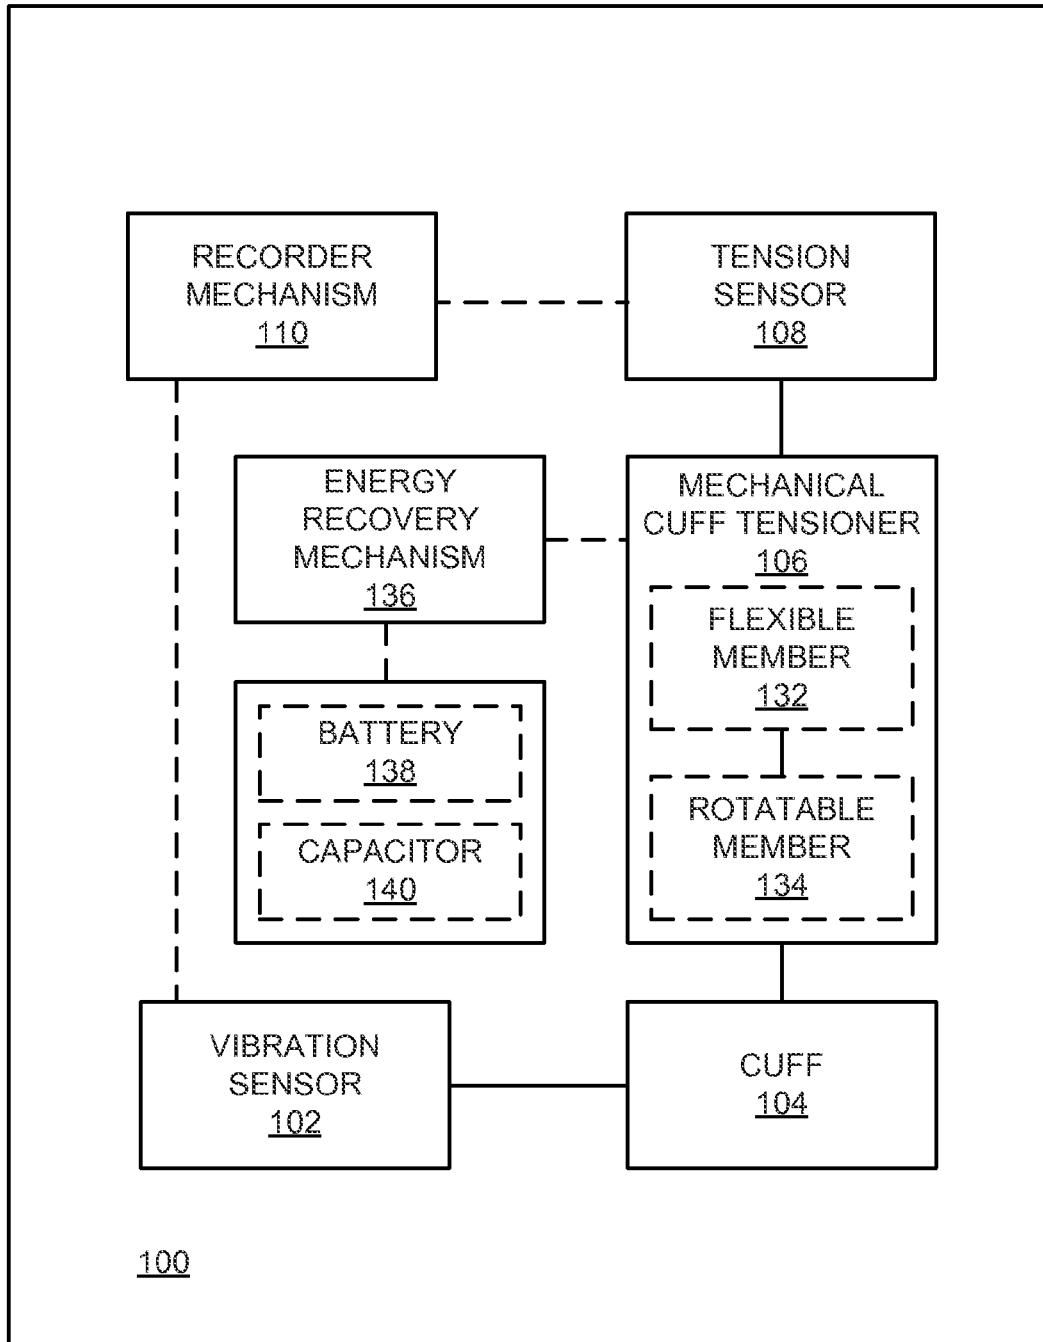 RECORDER
MECHANISM
110
TENSION
SENSOR
108
ENERGY
RECOVERY
MECHANISM
136
MECHANICAL
CUFF TENSIONER
106
FLEXIBLE
MEMBER
132
BATTERY
138
CAPACITOR
140
ROTATABLE
MEMBER
134
VIBRATION
SENSOR
102
CUFF
104
100